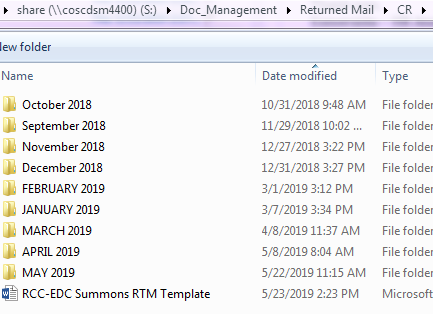 share (\\coscdsm4400) (S:) ▸ Doc_Management ▸ Returned Mail ▸ CR ▸
New folder
Name Date modified Type
October 2018 10/31/2018 9:48 AM File folder
September 2018 11/29/2018 10:02 ... File folder
November 2018 12/27/2018 3:22 PM File folder
December 2018 12/31/2018 3:27 PM File folder
FEBRUARY 2019 3/1/2019 3:12 PM File folder
JANUARY 2019 3/7/2019 3:34 PM File folder
MARCH 2019 4/8/2019 11:37 AM File folder
APRIL 2019 5/8/2019 8:04 AM File folder
MAY 2019 5/22/2019 11:15 AM File folder
RCC-EDC Summons RTM Template 5/23/2019 2:23 PM Microsoft